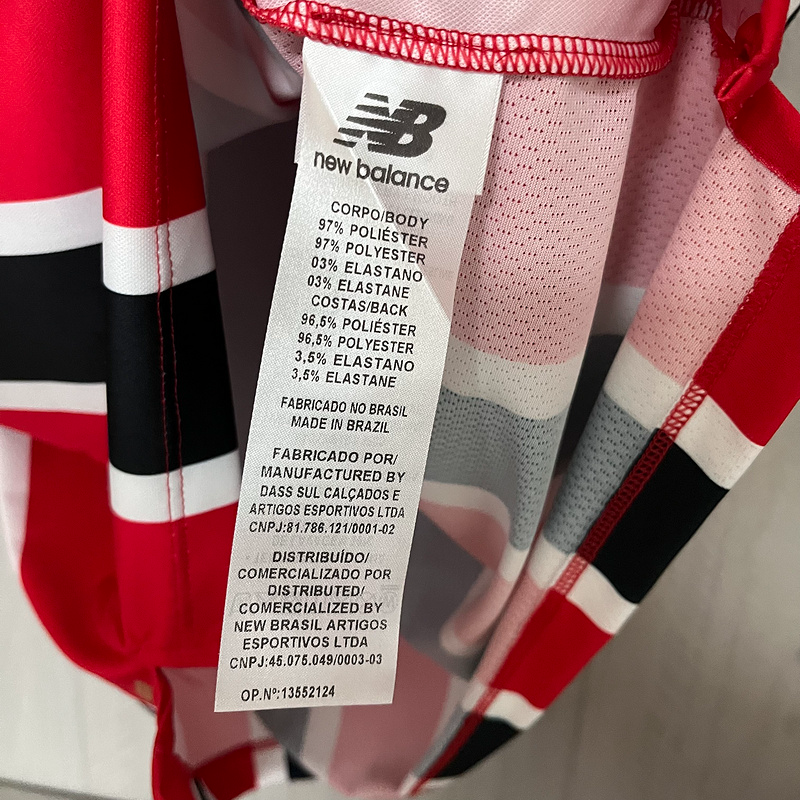 NB
new balance
CORPO/BODY
97% POLIÉSTER
97% POLYESTER
03% ELASTANO
03% ELASTANE
COSTAS/BACK
96,5% POLIÉSTER
96,5% POLYESTER
3,5% ELASTANO
3,5% ELASTANE
FABRICADO NO BRASIL
MADE IN BRAZIL
FABRICADO POR/
MANUFACTURED BY
DASS SUL CALÇADOS E
ARTIGOS ESPORTIVOS LTDA
CNPJ:81.786.121/0001-02
DISTRIBUÍDO/
COMERCIALIZADO POR
DISTRIBUTED/
COMERCIALIZED BY
NEW BRASIL ARTIGOS
ESPORTIVOS LTDA
CNPJ:45.075.049/0003-03
OP.Nº:13552124